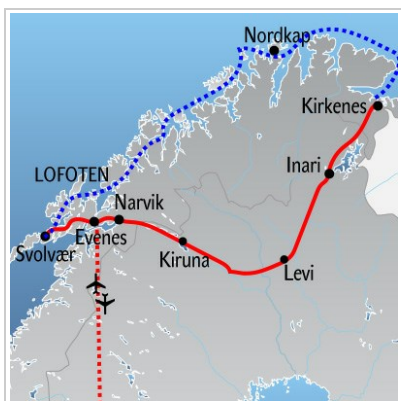 Nordkap
Kirkenes
Inari
LOFOTEN
Narvik
Evenes
Svolvær
Kiruna
Levi